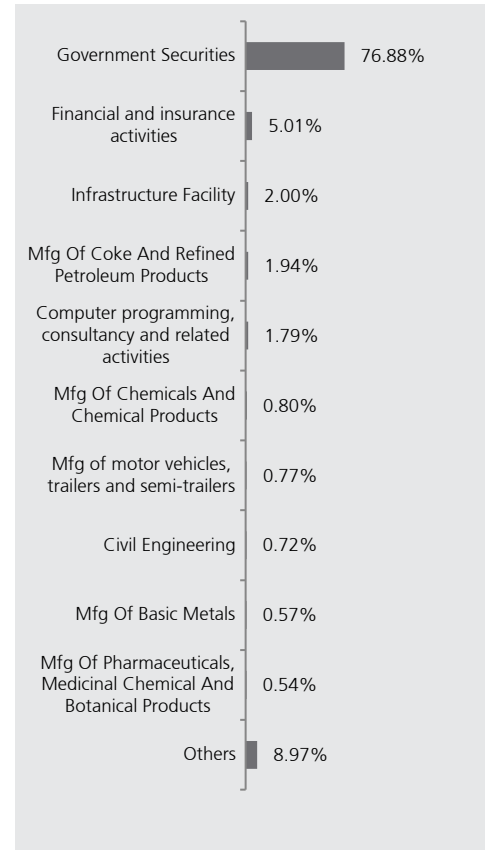 Government Securities 76.88%
Financial and insurance
activities 5.01%
Infrastructure Facility 2.00%
Mfg Of Coke And Refined
Petroleum Products 1.94%
Computer programming,
consultancy and related
activities 1.79%
Mfg Of Chemicals And
Chemical Products 0.80%
Mfg of motor vehicles,
trailers and semi-trailers 0.77%
Civil Engineering 0.72%
Mfg Of Basic Metals 0.57%
Mfg Of Pharmaceuticals,
Medicinal Chemical And
Botanical Products 0.54%
Others 8.97%